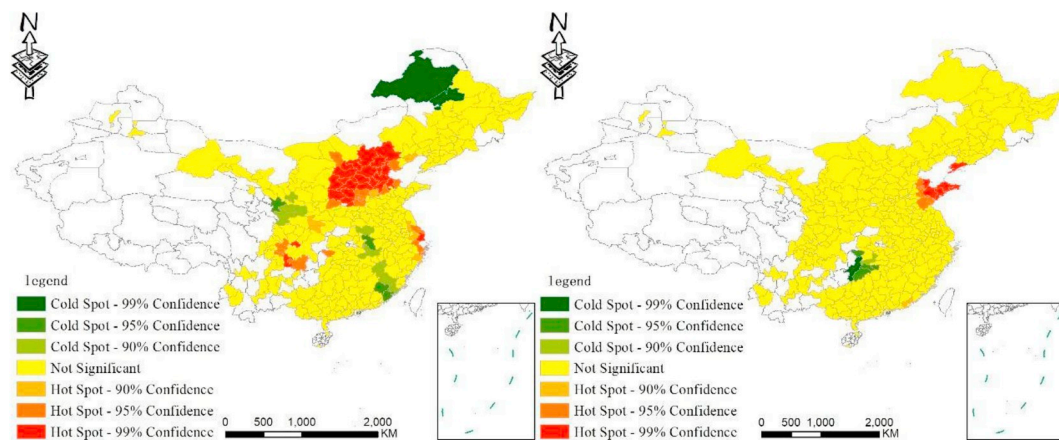 N
legend
Cold Spot - 99% Confidence
Cold Spot - 95% Confidence
Cold Spot - 90% Confidence
Not Significant
Hot Spot - 90% Confidence
Hot Spot - 95% Confidence
Hot Spot - 99% Confidence
0 500 1,000 2,000
KM
N
legend
Cold Spot - 99% Confidence
Cold Spot - 95% Confidence
Cold Spot - 90% Confidence
Not Significant
Hot Spot - 90% Confidence
Hot Spot - 95% Confidence
Hot Spot - 99% Confidence
0 500 1,000 2,000
KM